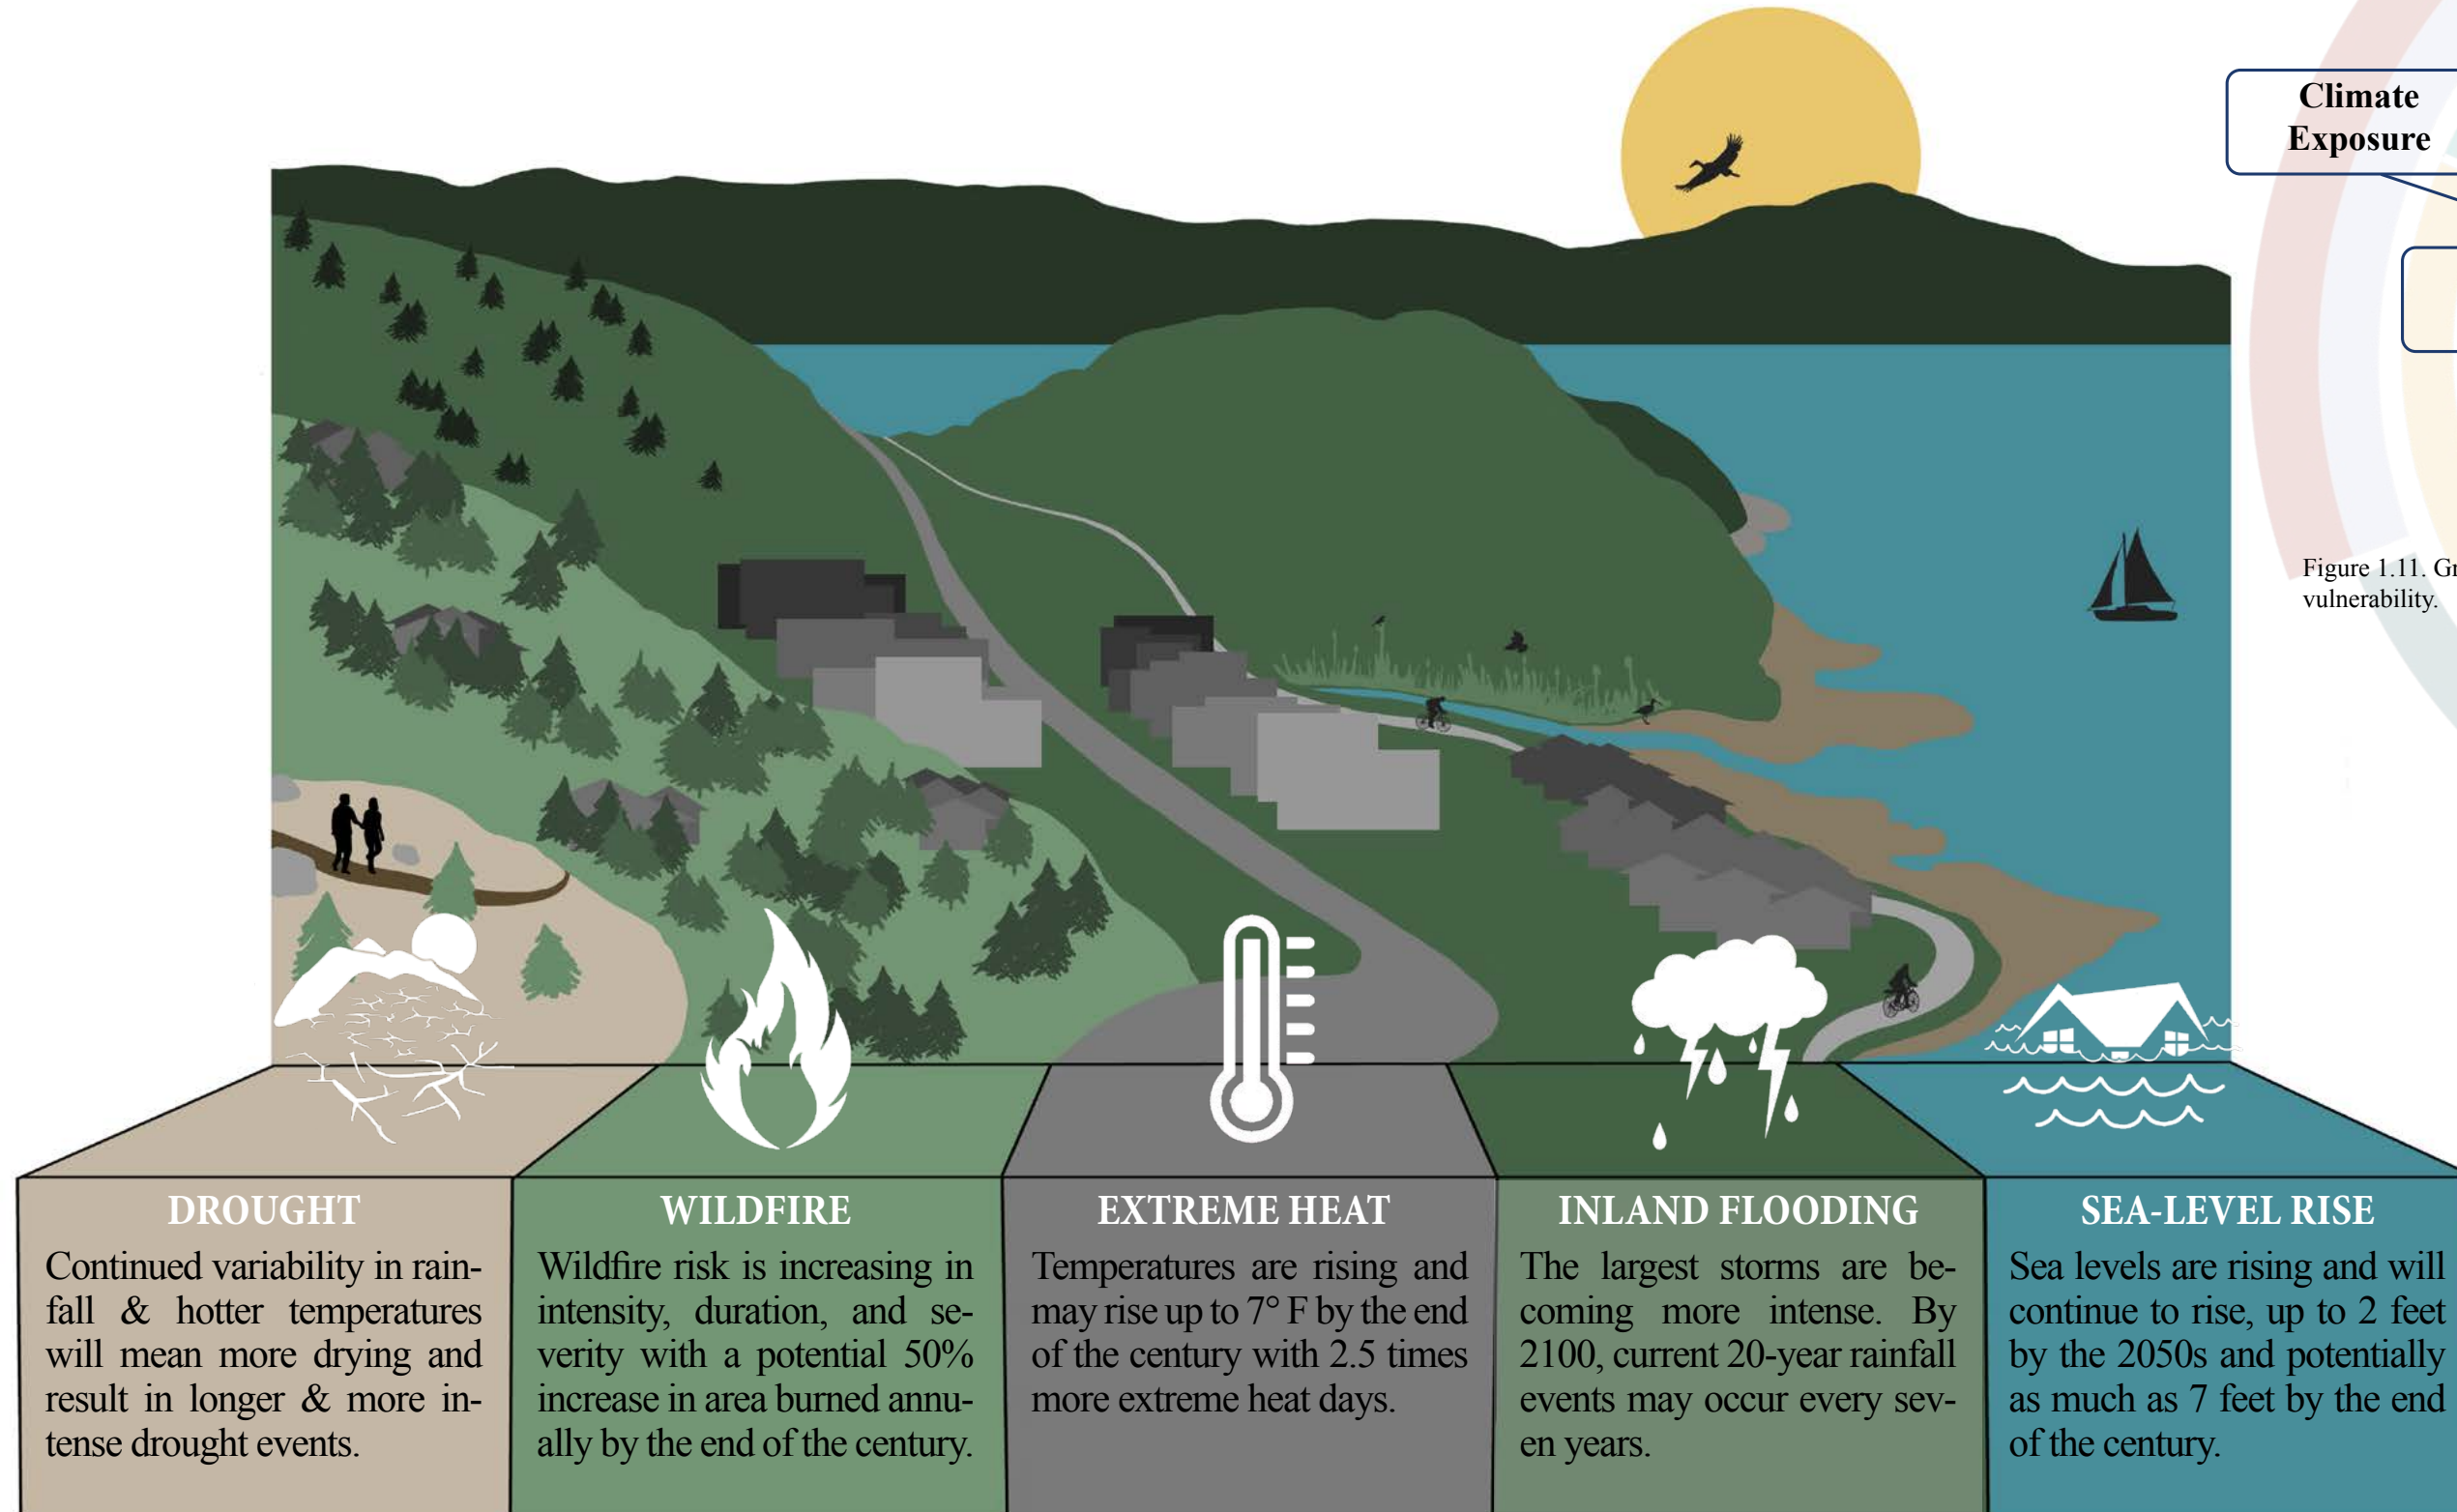 Climate
Exposure
Figure 1.11. Gr
vulnerability.
DROUGHT
Continued variability in rain-
fall & hotter temperatures
will mean more drying and
result in longer & more in-
tense drought events.
WILDFIRE
Wildfire risk is increasing in
intensity, duration, and se-
verity with a potential 50%
increase in area burned annu-
ally by the end of the century.
EXTREME HEAT
Temperatures are rising and
may rise up to 7° F by the end
of the century with 2.5 times
more extreme heat days.
INLAND FLOODING
The largest storms are be-
coming more intense. By
2100, current 20-year rainfall
events may occur every sev-
en years.
SEA-LEVEL RISE
Sea levels are rising and will
continue to rise, up to 2 feet
by the 2050s and potentially
as much as 7 feet by the end
of the century.